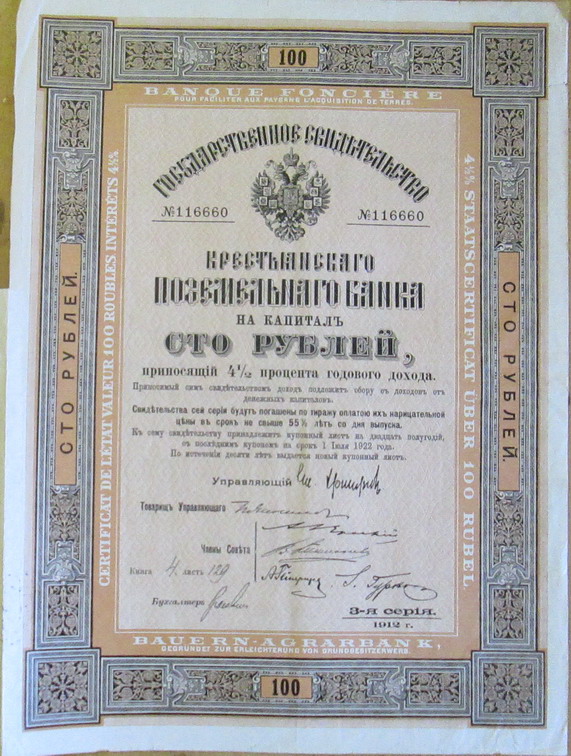 100
BANQUE FONCIÈRE
POUR FACILITER AUX PAYSANS L'ACQUISITION DE TERRES.
ГОСУДАРСТВЕННОЕ СВИДѢТЕЛЬСТВО
№116660
№116660
КРЕСТЬЯНСКАГО
ПОЗЕМЕЛЬНАГО БАНКА
НА КАПИТАЛЪ
СТО РУБЛЕЙ,
приносящій 4½ процента годового дохода.
Приносимый симъ свидѣтельствомъ доходъ подлежитъ сбору съ доходовъ отъ
денежныхъ капиталовъ.
Свидѣтельства сей серіи будутъ погашены по тиражу оплатою ихъ нарицательной
цѣны въ срокъ не свыше 55½ лѣтъ со дня выпуска.
Къ сему свидѣтельству принадлежитъ купонный листъ на двадцать полугодій,
съ послѣднимъ купономъ на срокъ 1 Іюля 1922 года.
По истеченіи десяти лѣтъ выдается новый купонный листъ.
Управляющій
Товарищъ Управляющаго
Члены Совѣта
Книга 4. листъ 129
Бухгалтеръ
3-я серія.
1912 г.
BAUERN-AGRARBANK,
GEGRÜNDET ZUR ERLEICHTERUNG VON GRUNDBESITZERWERB.
100
СТО РУБЛЕЙ.
CERTIFICAT DE L'ÉTAT VALEUR 100 ROUBLES INTÉRÊTS 4½%
4½% STAATSCERTIFICAT ÜBER 100 RUBEL
СТО РУБЛЕЙ.